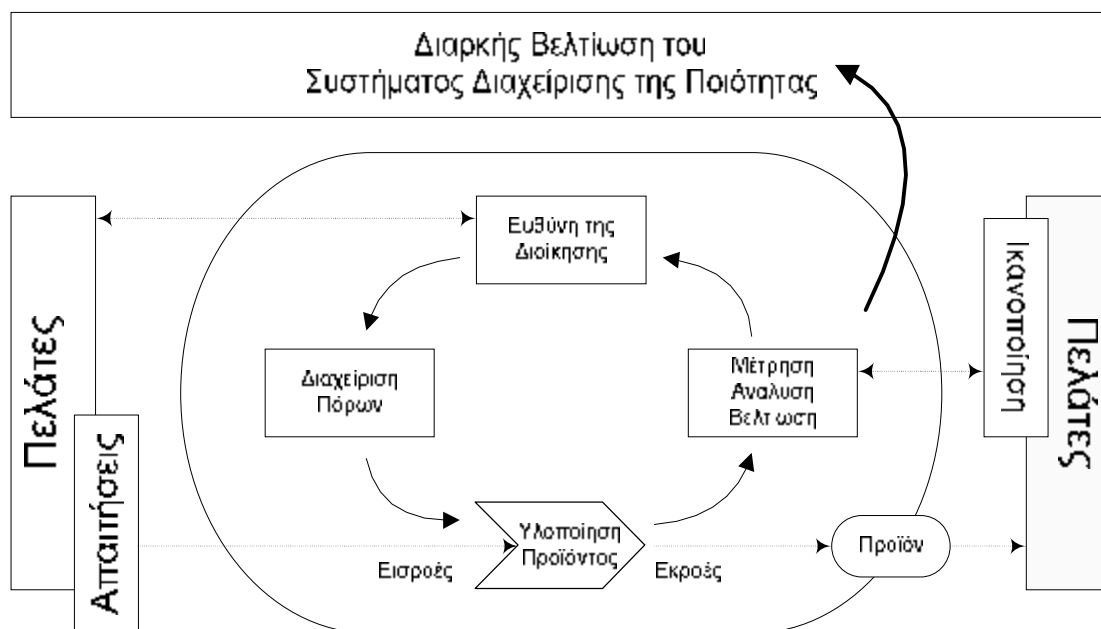 Διαρκής Βελτίωση του
Συστήματος Διαχείρισης της Ποιότητας
Πελάτες
Απαιτήσεις
Ευθύνη της
Διοίκησης
Διαχείριση
Πόρων
Μέτρηση
Ανάλυση
Βελτίωση
Υλοποίηση
Προϊόντος
Εισροές
Εκροές
Προϊόν
Ικανοποίηση
Πελάτες